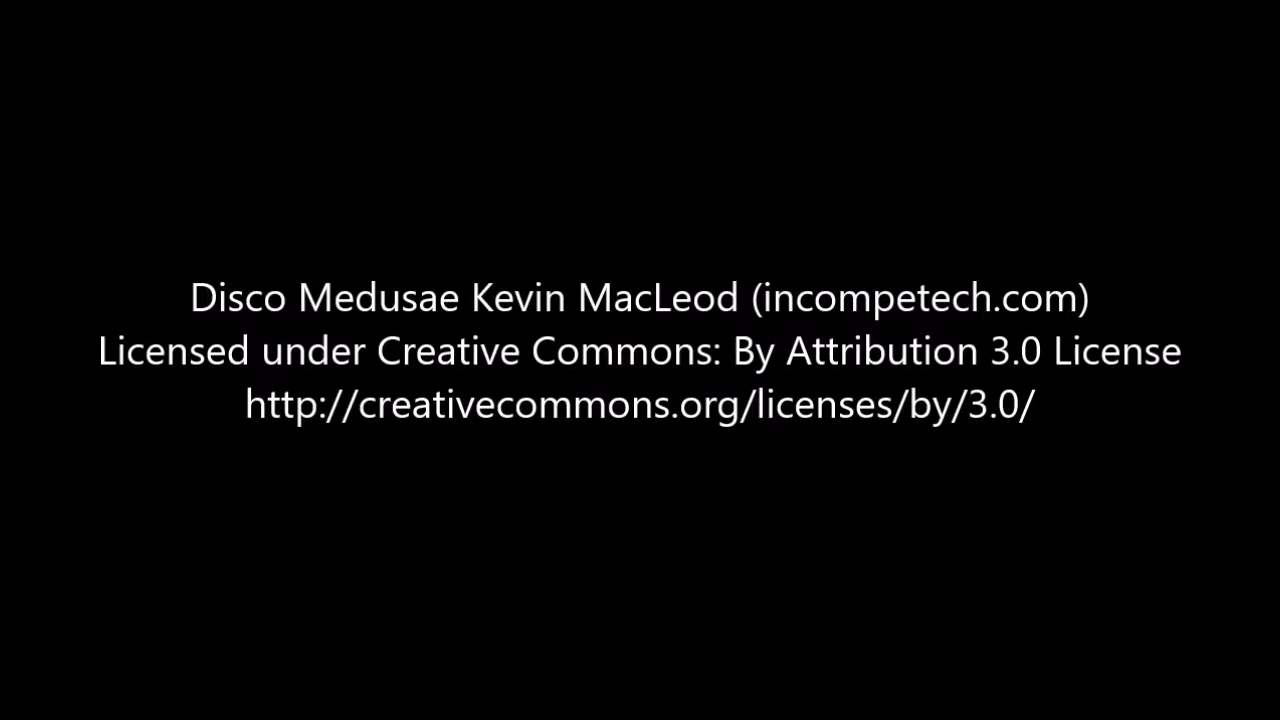 Disco Medusae Kevin MacLeod (incompetech.com)
Licensed under Creative Commons: By Attribution 3.0 License
http://creativecommons.org/licenses/by/3.0/